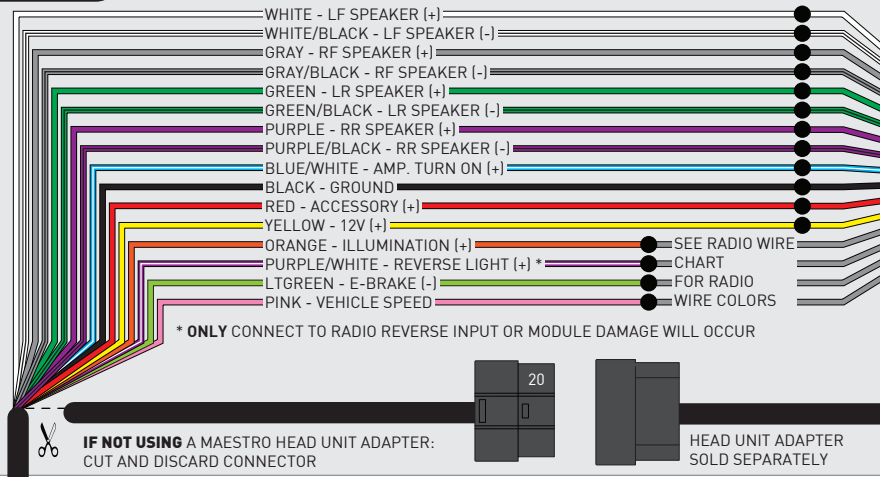 WHITE - LF SPEAKER (+)
WHITE/BLACK - LF SPEAKER (-)
GRAY - RF SPEAKER (+)
GRAY/BLACK - RF SPEAKER (-)
GREEN - LR SPEAKER (+)
GREEN/BLACK - LR SPEAKER (-)
PURPLE - RR SPEAKER (+)
PURPLE/BLACK - RR SPEAKER (-)
BLUE/WHITE - AMP. TURN ON (+)
BLACK - GROUND
RED - ACCESSORY (+)
YELLOW - 12V (+)
ORANGE - ILLUMINATION (+)
PURPLE/WHITE - REVERSE LIGHT (+) *
LTGREEN - E-BRAKE (-)
PINK - VEHICLE SPEED
SEE RADIO WIRE
CHART
FOR RADIO
WIRE COLORS
* ONLY CONNECT TO RADIO REVERSE INPUT OR MODULE DAMAGE WILL OCCUR
20
IF NOT USING A MAESTRO HEAD UNIT ADAPTER:
CUT AND DISCARD CONNECTOR
HEAD UNIT ADAPTER
SOLD SEPARATELY